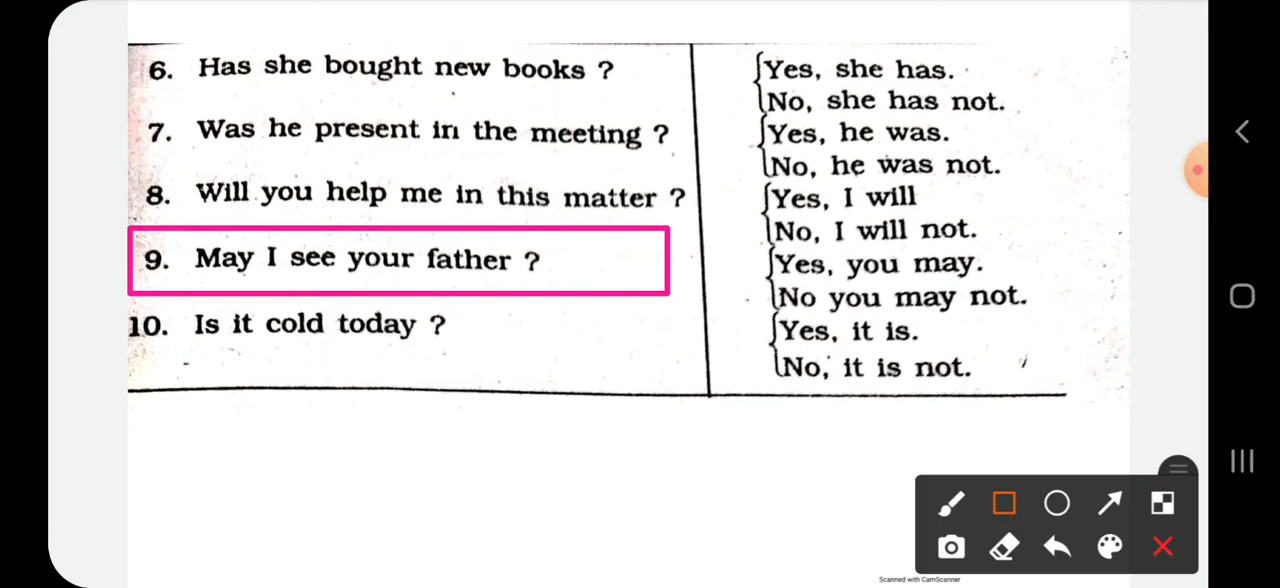 6. Has she bought new books ?
Yes, she has.
No, she has not.
7. Was he present in the meeting ?
Yes, he was.
No, he was not.
8. Will you help me in this matter ?
Yes, I will
No, I will not.
9. May I see your father ?
Yes, you may.
No you may not.
10. Is it cold today ?
Yes, it is.
No, it is not.
Scanned with CamScanner